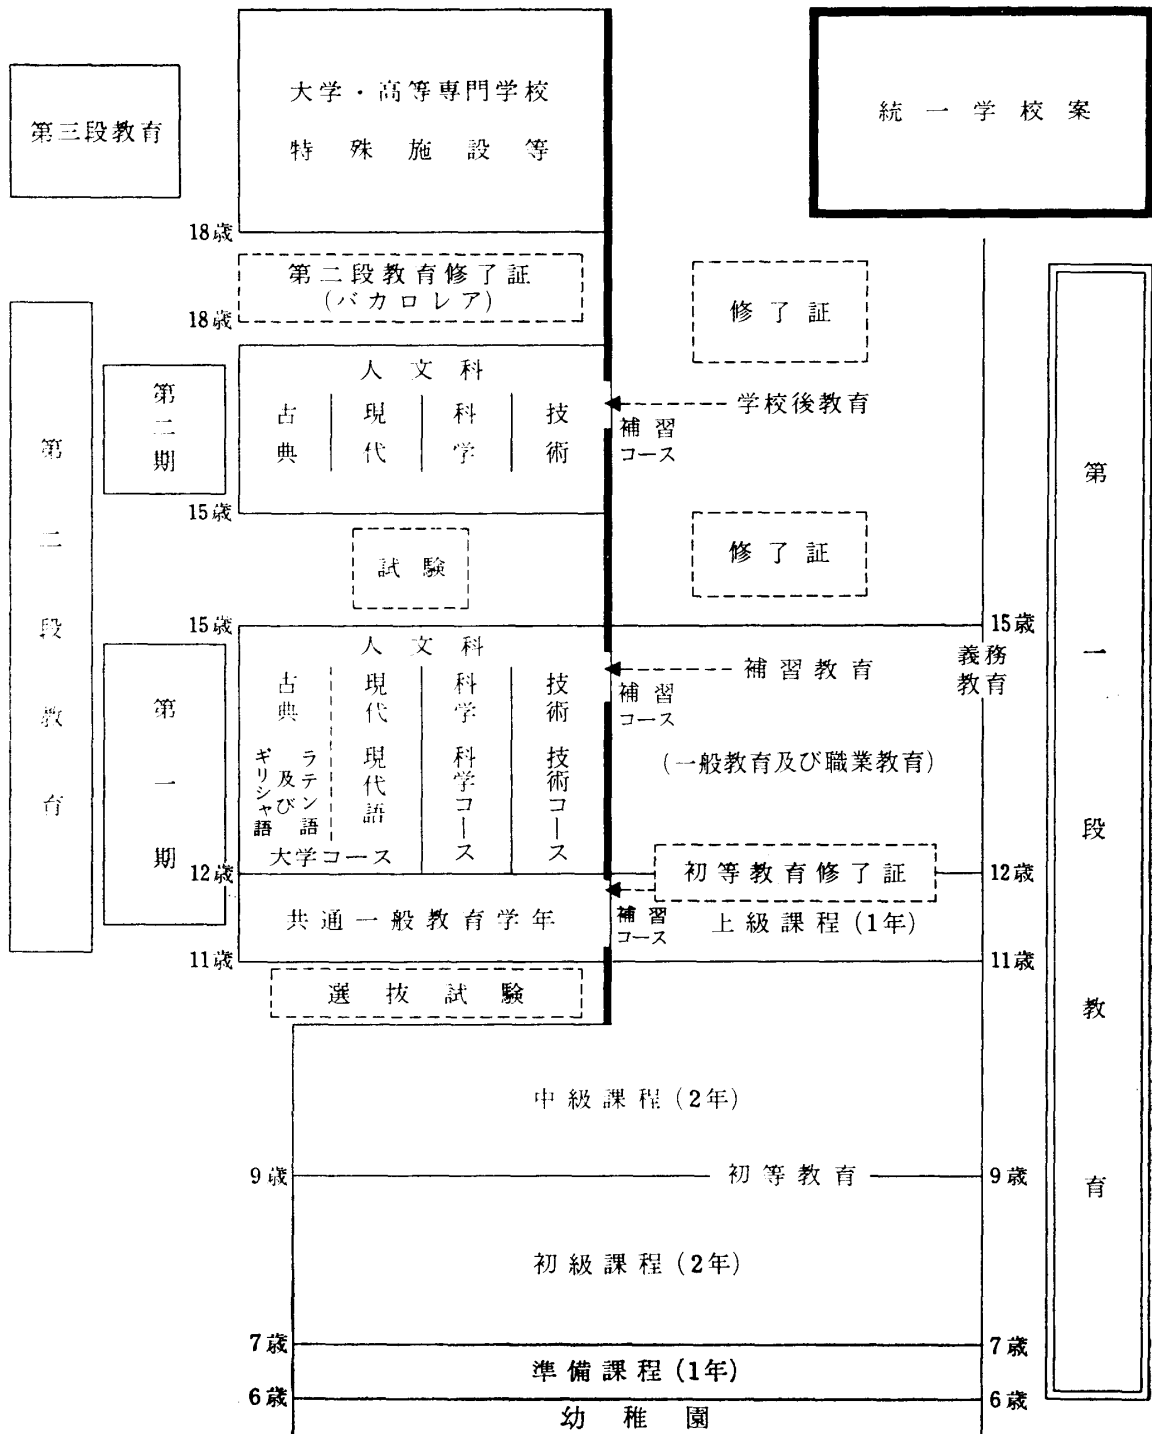 大学・高等専門学校
特殊施設等
統一学校案
第三段教育
18歳
第二段教育修了証
(バカロレア)
18歳
修了証
第二段教育
第二期
人文科
古典
現代
科学
技術
学校後教育
補習
コース
15歳
試験
修了証
15歳
15歳
第一期
人文科
古典
現代
科学
技術
ラテン語
及び
ギリシャ語
現代語
科学コース
技術コース
大学コース
補習教育
補習
コース
義務
教育
(一般教育及び職業教育)
12歳
初等教育修了証
12歳
共通一般教育学年
補習
コース
上級課程(1年)
11歳
11歳
選抜試験
中級課程(2年)
9歳
初等教育
9歳
初級課程(2年)
7歳
7歳
準備課程(1年)
6歳
6歳
幼稚園
第一段教育